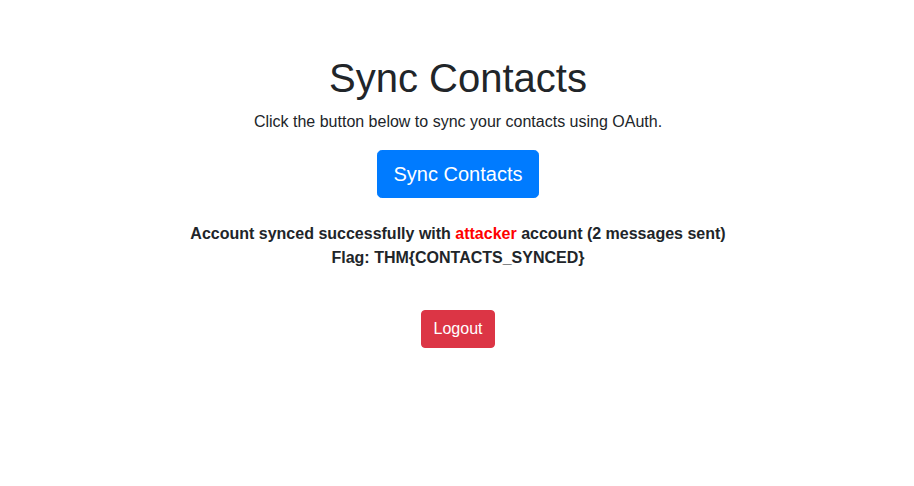 Sync Contacts
Click the button below to sync your contacts using OAuth.
Sync Contacts
Account synced successfully with attacker account (2 messages sent)
Flag: THM{CONTACTS_SYNCED}
Logout